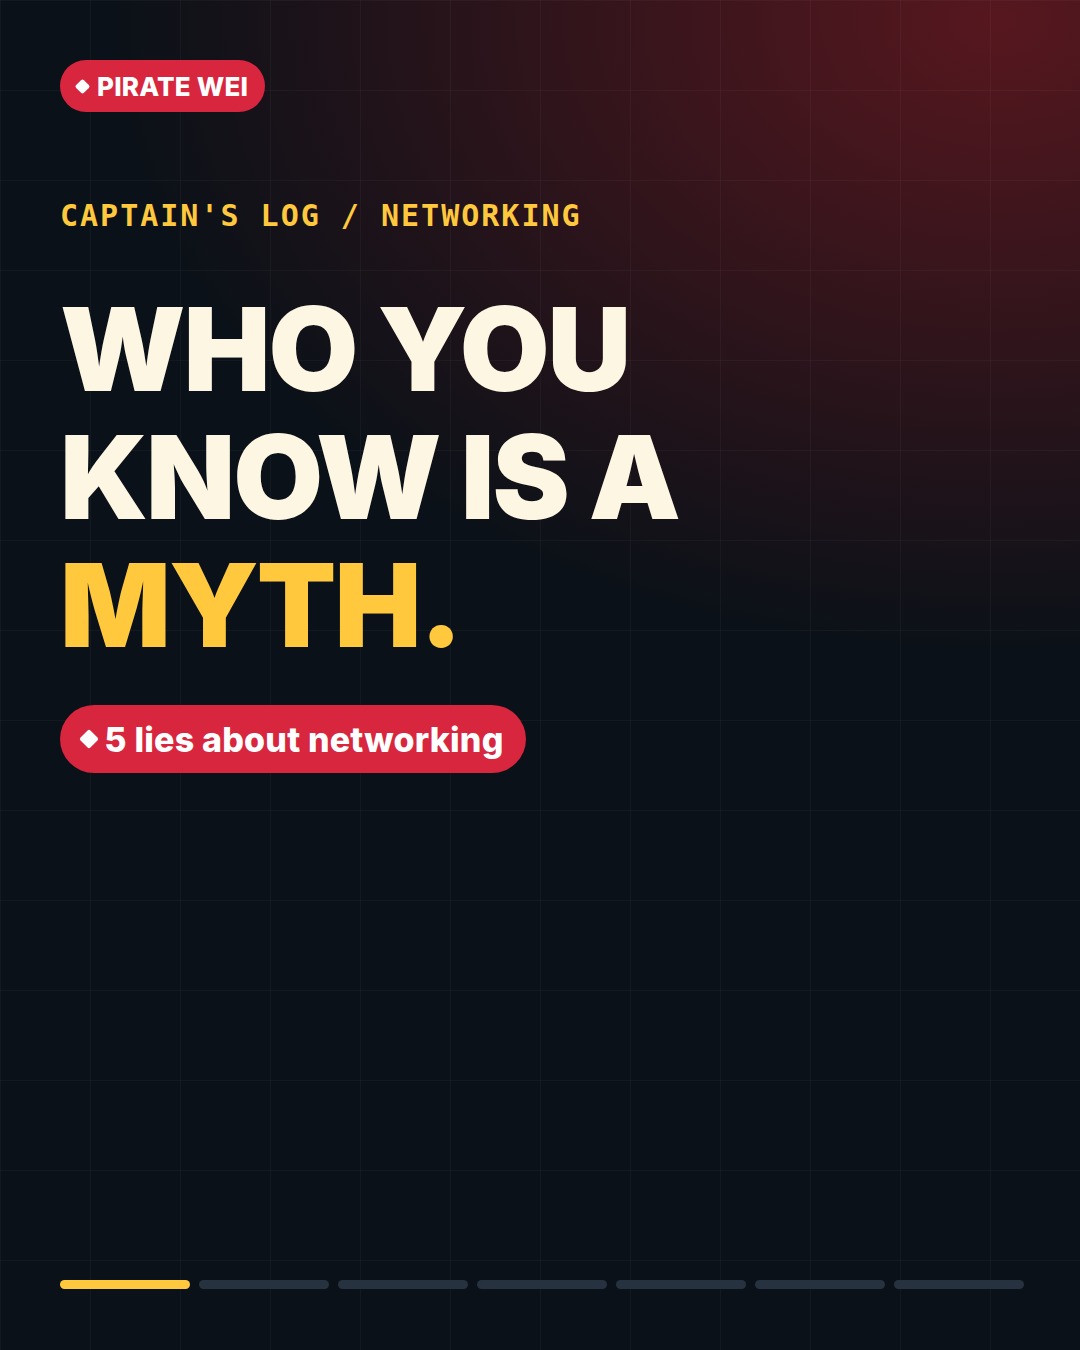 PIRATE WEI
CAPTAIN'S LOG / NETWORKING
WHO YOU
KNOW IS A
MYTH.
5 lies about networking